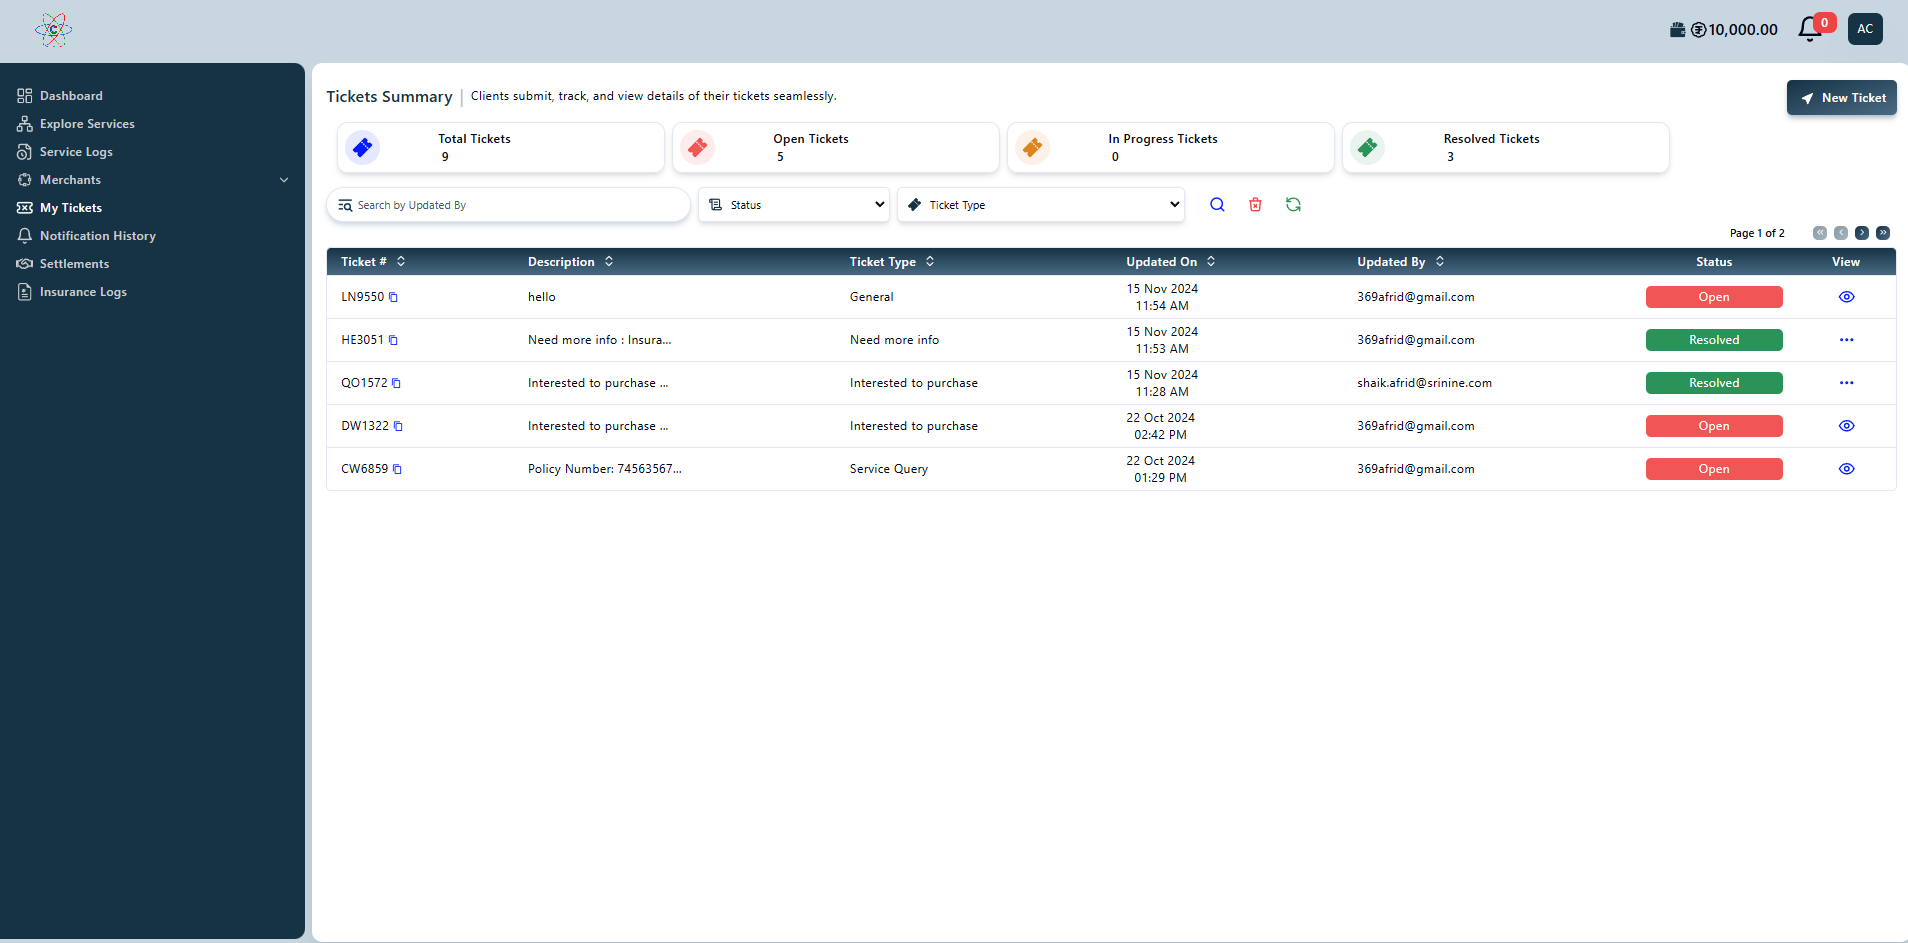 C
10,000.00
0
AC
Dashboard
Explore Services
Service Logs
Merchants
My Tickets
Notification History
Settlements
Insurance Logs
Tickets Summary | Clients submit, track, and view details of their tickets seamlessly.
New Ticket
Total Tickets
9
Open Tickets
5
In Progress Tickets
0
Resolved Tickets
3
Search by Updated By
Status
Ticket Type
Page 1 of 2
Ticket # Description Ticket Type Updated On Updated By Status View
LN9550 hello General 15 Nov 2024 11:54 AM 369afrid@gmail.com Open
HE3051 Need more info : Insura... Need more info 15 Nov 2024 11:53 AM 369afrid@gmail.com Resolved
QO1572 Interested to purchase ... Interested to purchase 15 Nov 2024 11:28 AM shaik.afrid@srinine.com Resolved
DW1322 Interested to purchase ... Interested to purchase 22 Oct 2024 02:42 PM 369afrid@gmail.com Open
CW6859 Policy Number: 74563567... Service Query 22 Oct 2024 01:29 PM 369afrid@gmail.com Open